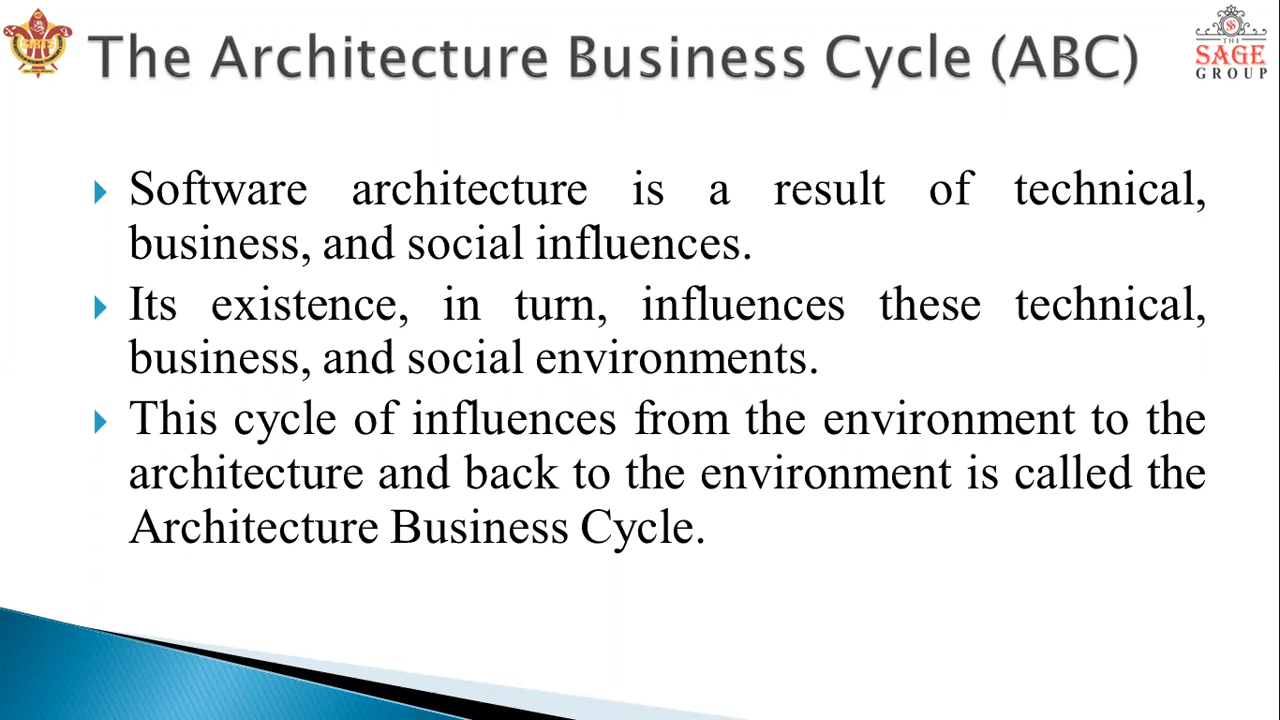 The Architecture Business Cycle (ABC)
THE
SAGE
GROUP
Software architecture is a result of technical,
business, and social influences.
Its existence, in turn, influences these technical,
business, and social environments.
This cycle of influences from the environment to the
architecture and back to the environment is called the
Architecture Business Cycle.